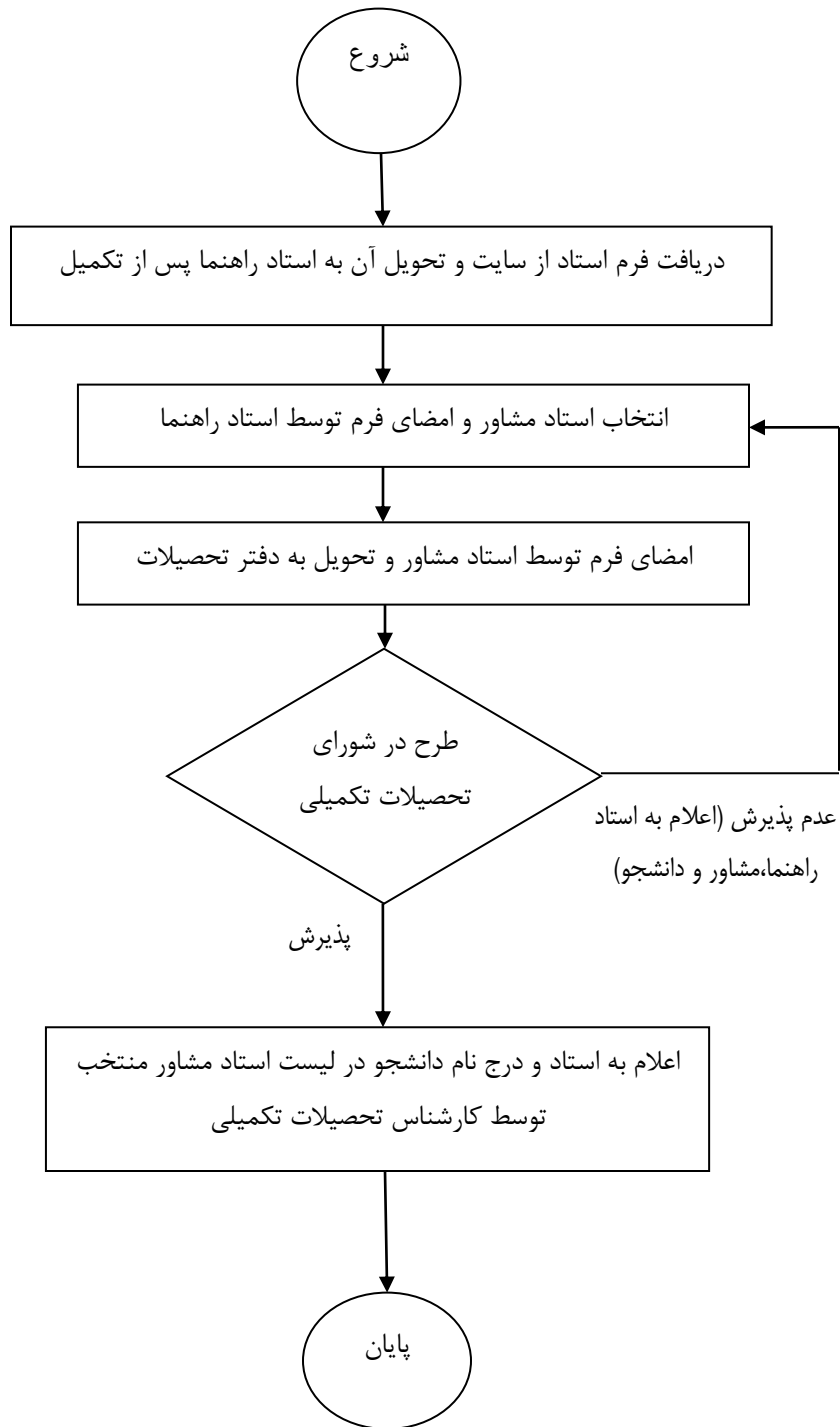 شروع
دریافت فرم استاد از سایت و تحویل آن به استاد راهنما پس از تکمیل
انتخاب استاد مشاور و امضای فرم توسط استاد راهنما
امضای فرم توسط استاد مشاور و تحویل به دفتر تحصیلات
طرح در شورای
تحصیلات تکمیلی
عدم پذیرش (اعلام به استاد
راهنما،مشاور و دانشجو)
پذیرش
اعلام به استاد و درج نام دانشجو در لیست استاد مشاور منتخب
توسط کارشناس تحصیلات تکمیلی
پایان